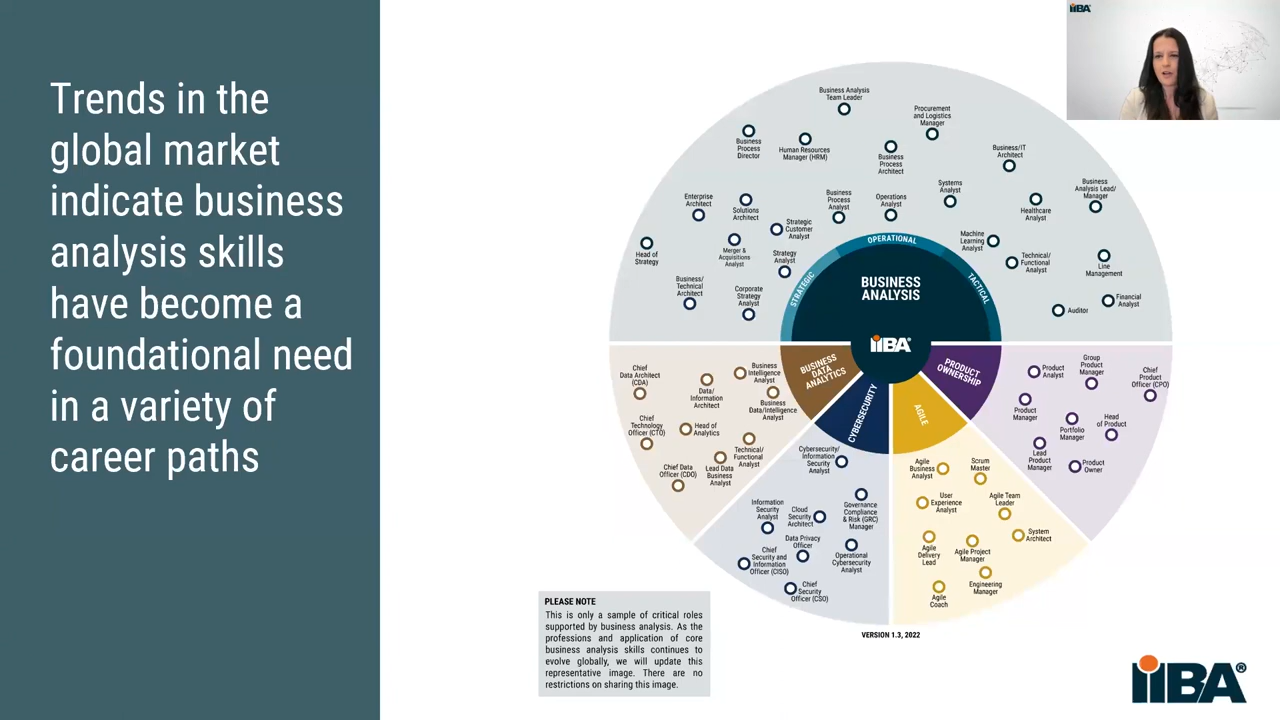 Trends in the
global market
indicate business
analysis skills
have become a
foundational need
in a variety of
career paths
iiBA
Business Analysis
Team Leader
Procurement
and Logistics
Manager
Business
Process
Director
Human Resources
Manager (HRM)
Business
Process
Architect
Business/IT
Architect
Enterprise
Architect
Solutions
Architect
Business
Process
Analyst
Operations
Analyst
Systems
Analyst
Healthcare
Analyst
Business
Analysis Lead/
Manager
Strategic
Customer
Analyst
Head of
Strategy
Merger &
Acquisitions
Analyst
Strategy
Analyst
Machine
Learning
Analyst
Technical/
Functional
Analyst
Line
Management
Business/
Technical
Architect
Corporate
Strategy
Analyst
Auditor
Financial
Analyst
STRATEGIC
OPERATIONAL
TACTICAL
BUSINESS
ANALYSIS
iiBA®
BUSINESS
DATA
ANALYTICS
Chief
Data Architect
(CDA)
Data/
Information
Architect
Business
Intelligence
Analyst
Business
Data/Intelligence
Analyst
Chief
Technology
Officer (CTO)
Head of
Analytics
Technical/
Functional
Analyst
Chief Data
Officer (CDO)
Lead Data
Business
Analyst
CYBERSECURITY
Cybersecurity/
Information
Security
Analyst
Information
Security
Analyst
Cloud
Security
Architect
Governance
Compliance
& Risk (GRC)
Manager
Data Privacy
Officer
Chief
Security and
Information
Officer (CISO)
Operational
Cybersecurity
Analyst
Chief
Security
Officer (CSO)
AGILE
Agile
Business
Analyst
Scrum
Master
User
Experience
Analyst
Agile Team
Leader
System
Architect
Agile
Delivery
Lead
Agile Project
Manager
Engineering
Manager
Agile
Coach
PRODUCT
OWNERSHIP
Product
Analyst
Group
Product
Manager
Chief
Product
Officer (CPO)
Product
Manager
Portfolio
Manager
Head
of Product
Lead
Product
Manager
Product
Owner
PLEASE NOTE
This is only a sample of critical roles
supported by business analysis. As the
professions and application of core
business analysis skills continues to
evolve globally, we will update this
representative image. There are no
restrictions on sharing this image.
VERSION 1.3, 2022
iiBA®